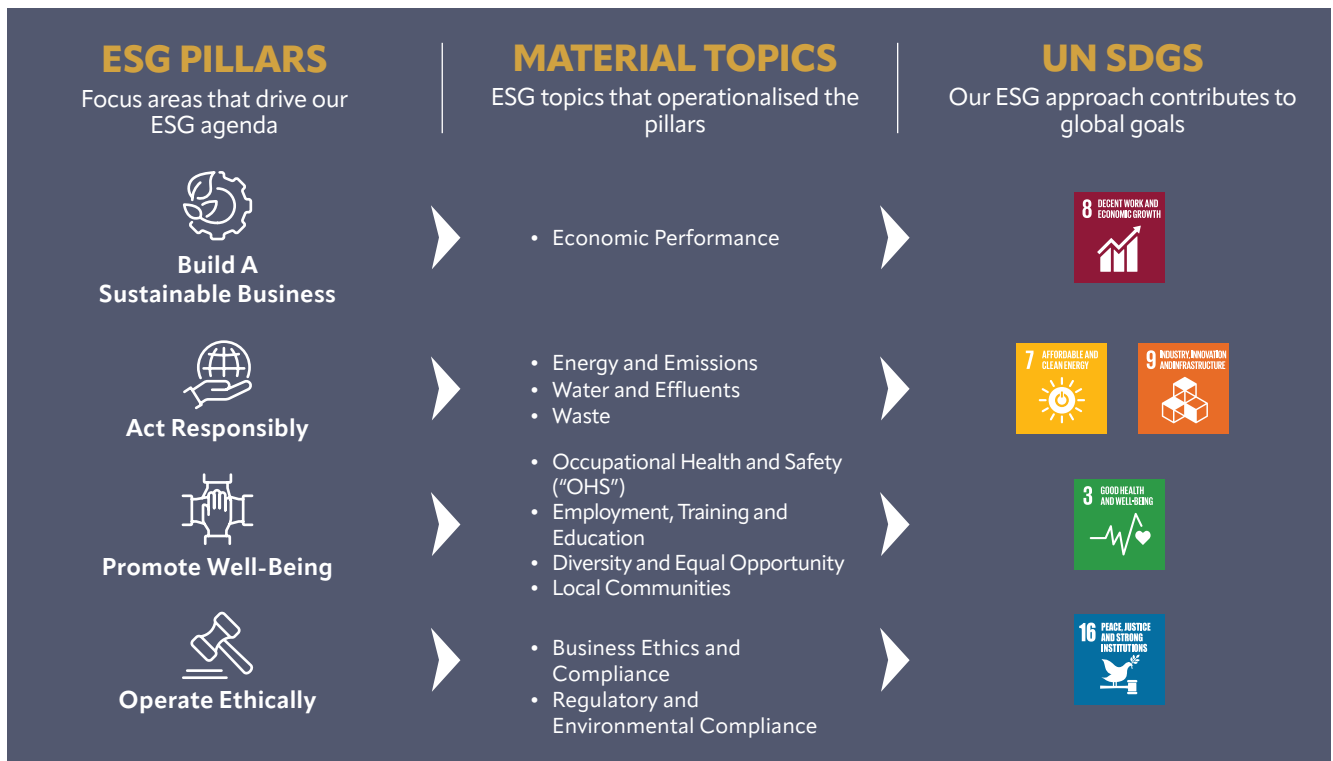 ESG PILLARS
Focus areas that drive our
ESG agenda
MATERIAL TOPICS
ESG topics that operationalised the
pillars
UN SDGS
Our ESG approach contributes to
global goals
Build A
Sustainable Business
• Economic Performance
8 DECENT WORK AND
ECONOMIC GROWTH
Act Responsibly
• Energy and Emissions
• Water and Effluents
• Waste
7 AFFORDABLE AND
CLEAN ENERGY
9 INDUSTRY, INNOVATION
AND INFRASTRUCTURE
Promote Well-Being
• Occupational Health and Safety
(“OHS”)
• Employment, Training and
Education
• Diversity and Equal Opportunity
• Local Communities
3 GOOD HEALTH
AND WELL-BEING
Operate Ethically
• Business Ethics and
Compliance
• Regulatory and
Environmental Compliance
16 PEACE, JUSTICE
AND STRONG
INSTITUTIONS